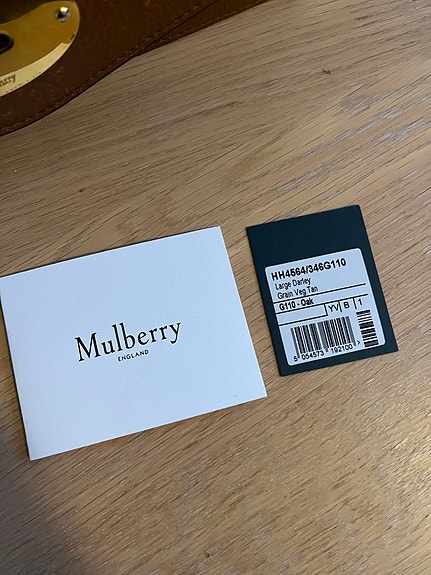 Mulberry
ENGLAND
HH4564/346G110
Large Darley
Grain Veg Tan
G110 - Oak
YV B 1
5 054573 192100 >